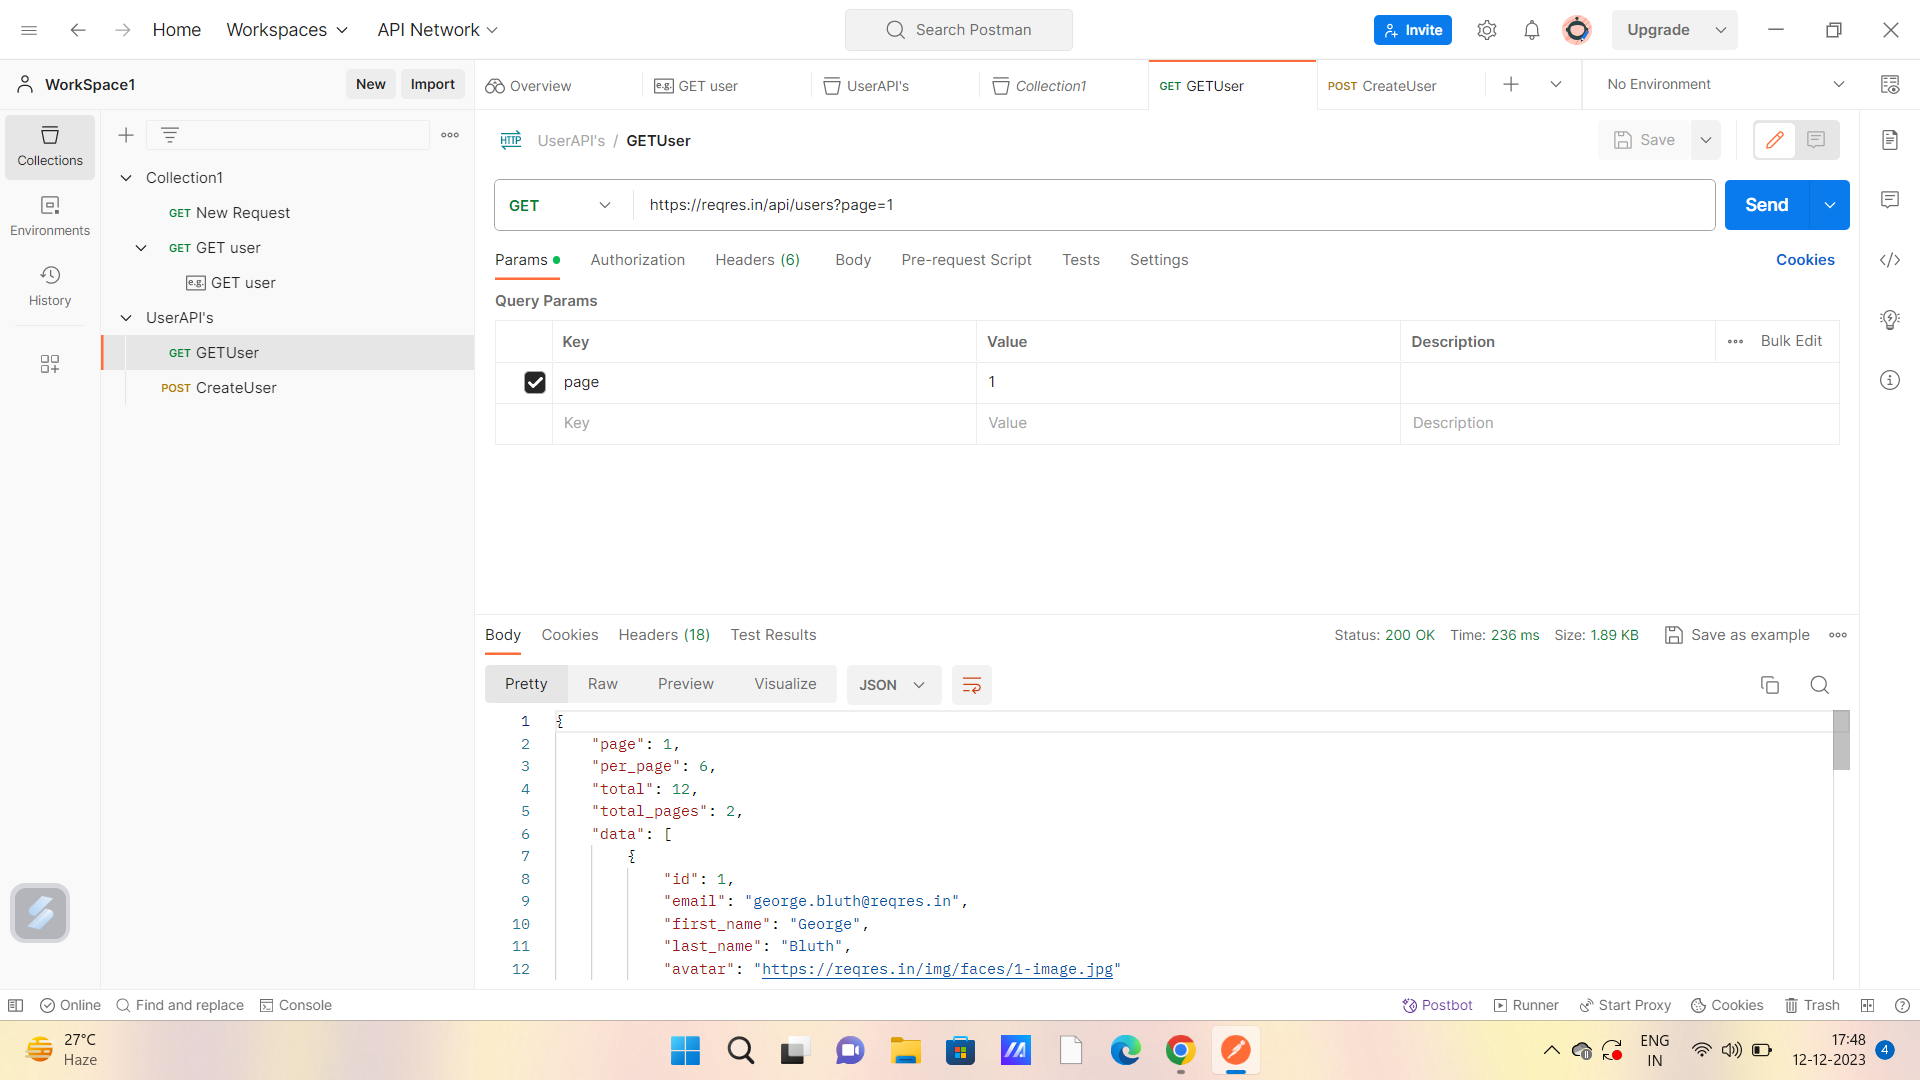 Home Workspaces API Network Search Postman Invite Upgrade
WorkSpace1 New Import Overview e.g. GET user UserAPI's Collection1 GET GETUser POST CreateUser No Environment
Collections
Environments
History
Collection1
GET New Request
GET GET user
e.g. GET user
UserAPI's
GET GETUser
POST CreateUser
HTTP UserAPI's / GETUser Save
GET https://reqres.in/api/users?page=1 Send
Params Authorization Headers (6) Body Pre-request Script Tests Settings Cookies
Query Params
Key Value Description Bulk Edit
page 1
Key Value Description
Body Cookies Headers (18) Test Results Status: 200 OK Time: 236 ms Size: 1.89 KB Save as example
Pretty Raw Preview Visualize JSON
1 {
2 "page": 1,
3 "per_page": 6,
4 "total": 12,
5 "total_pages": 2,
6 "data": [
7 {
8 "id": 1,
9 "email": "george.bluth@reqres.in",
10 "first_name": "George",
11 "last_name": "Bluth",
12 "avatar": "https://reqres.in/img/faces/1-image.jpg"
Online Find and replace Console Postbot Runner Start Proxy Cookies Trash
27°C
Haze
ENG
IN
17:48
12-12-2023
4